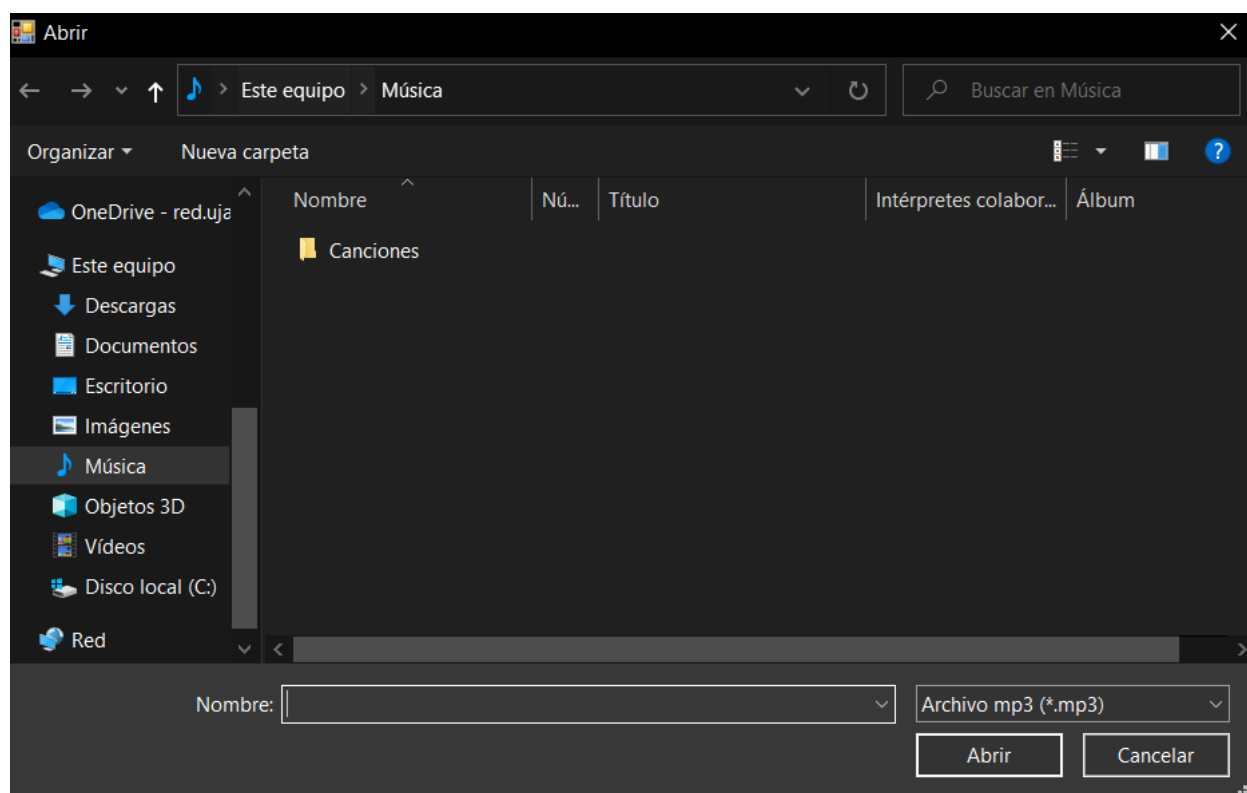 Abrir
Este equipo > Música
Buscar en Música
Organizar
Nueva carpeta
OneDrive - red.uja
Este equipo
Descargas
Documentos
Escritorio
Imágenes
Música
Objetos 3D
Vídeos
Disco local (C:)
Red
Nombre Nú... Título Intérpretes colabor... Álbum
Canciones
Nombre:
Archivo mp3 (*.mp3)
Abrir
Cancelar